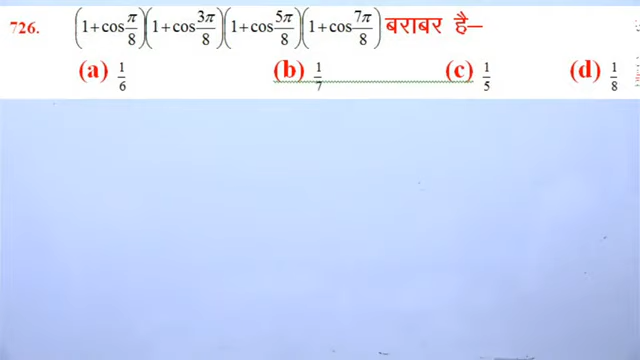 726. (1+cos π/8)(1+cos 3π/8)(1+cos 5π/8)(1+cos 7π/8) बराबर है–
(a) 1/6 (b) 1/7 (c) 1/5 (d) 1/8